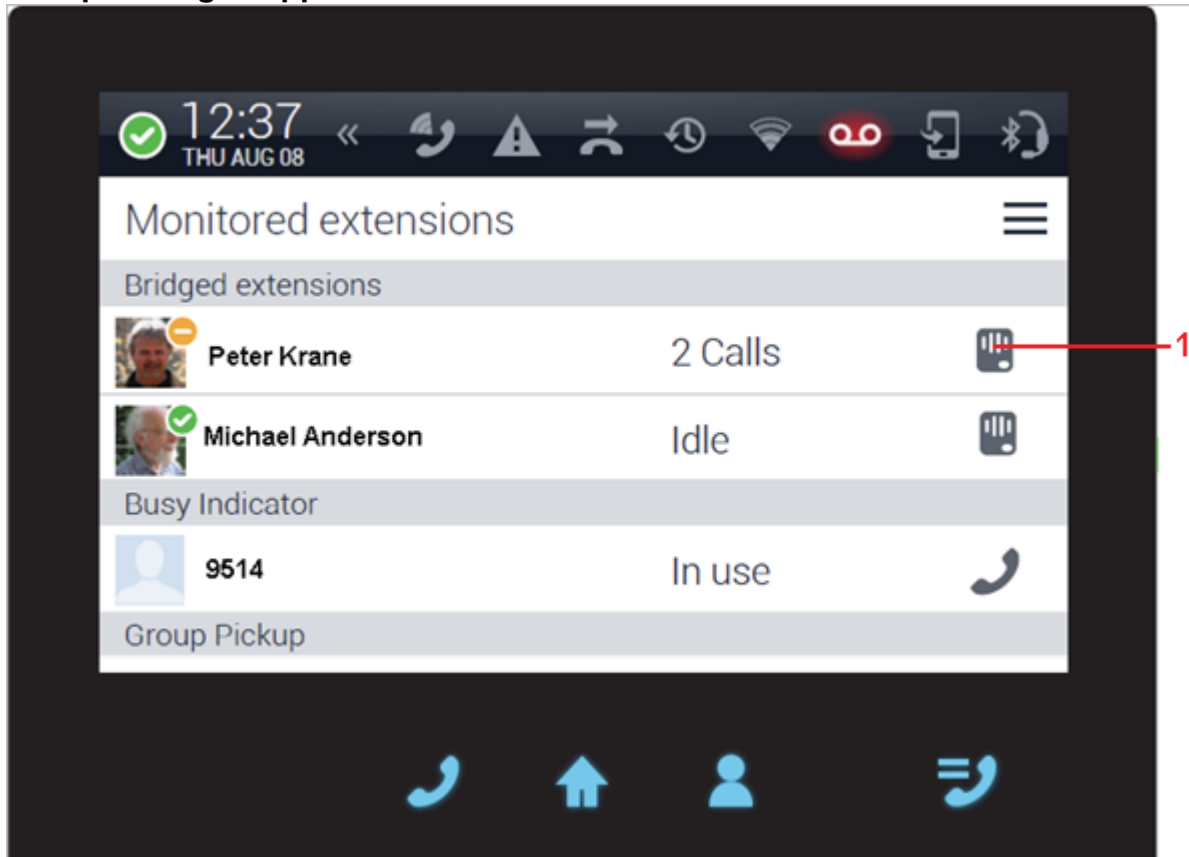 12:37
THU AUG 08
Monitored extensions
Bridged extensions
Peter Krane 2 Calls
1
Michael Anderson Idle
Busy Indicator
9514 In use
Group Pickup